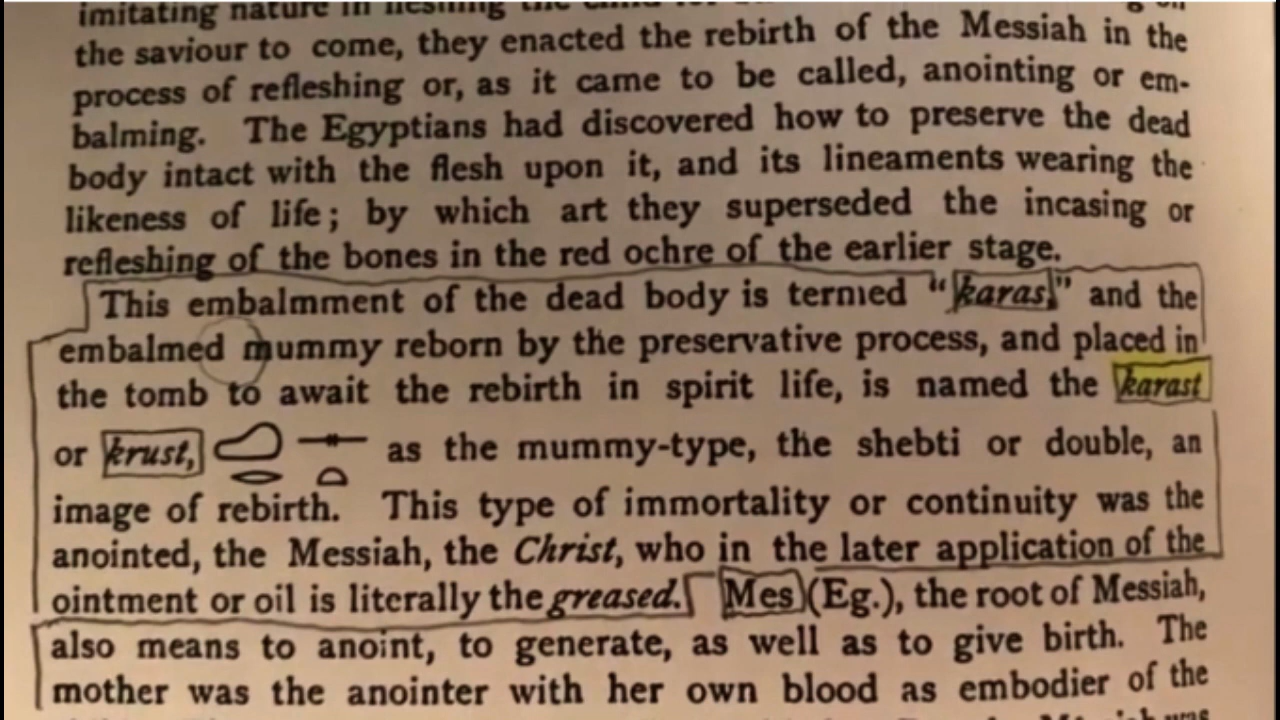 imitating nature in fleshing the
the saviour to come, they enacted the rebirth of the Messiah in the
process of refleshing or, as it came to be called, anointing or em-
balming. The Egyptians had discovered how to preserve the dead
body intact with the flesh upon it, and its lineaments wearing the
likeness of life; by which art they superseded the incasing or
refleshing of the bones in the red ochre of the earlier stage.
This embalmment of the dead body is termed "karas" and the
embalmed mummy reborn by the preservative process, and placed in
the tomb to await the rebirth in spirit life, is named the karast
or krust, as the mummy-type, the shebti or double, an
image of rebirth. This type of immortality or continuity was the
anointed, the Messiah, the Christ, who in the later application of the
ointment or oil is literally the greased. Mes (Eg.), the root of Messiah,
also means to anoint, to generate, as well as to give birth. The
mother was the anointer with her own blood as embodier of the